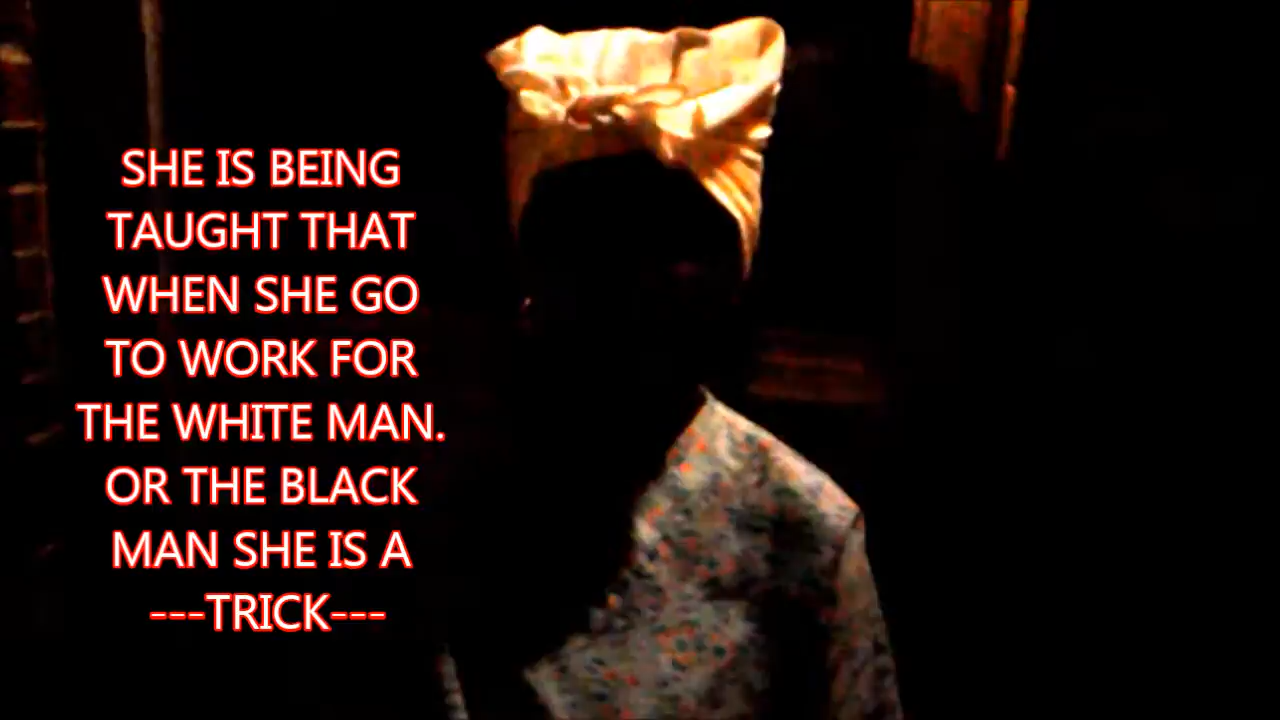 SHE IS BEING
TAUGHT THAT
WHEN SHE GO
TO WORK FOR
THE WHITE MAN.
OR THE BLACK
MAN SHE IS A
---TRICK---